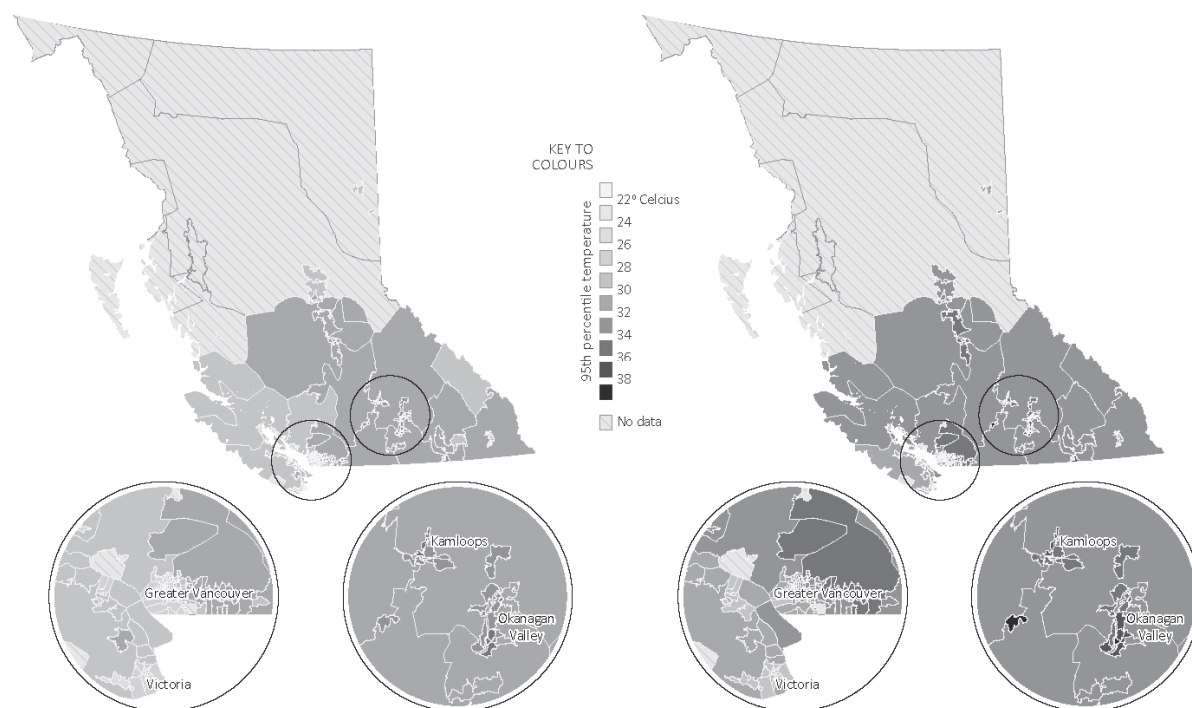 KEY TO
COLOURS
95th percentile temperature
22º Celcius
24
26
28
30
32
34
36
38
No data
Kamloops
Greater Vancouver
Okanagan
Valley
Victoria
Kamloops
Greater Vancouver
Okanagan
Valley
Victoria